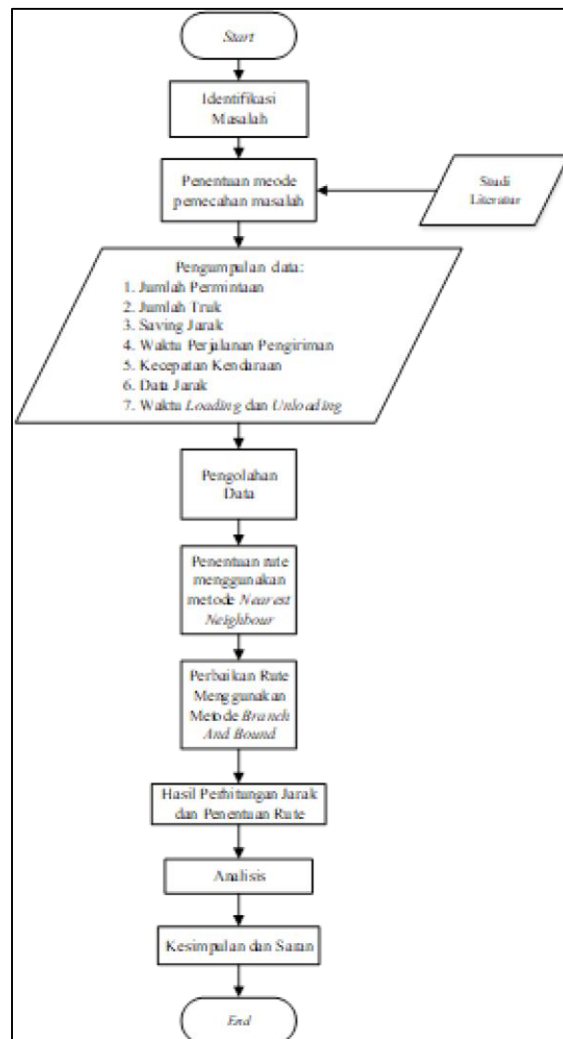 Start
Identifikasi
Masalah
Penentuan meode
pemecahan masalah
Studi
Literatur
Pengumpulan data:
1. Jumlah Permintaan
2. Jumlah Truk
3. Saving Jarak
4. Waktu Perjalanan Pengiriman
5. Kecepatan Kendaraan
6. Data Jarak
7. Waktu Loading dan Unloading
Pengolahan
Data
Penentuan rute
menggunakan
metode Nearest
Neighbour
Perbaikan Rute
Menggunakan
Metode Branch
And Bound
Hasil Perhitungan Jarak
dan Penentuan Rute
Analisis
Kesimpulan dan Saran
End